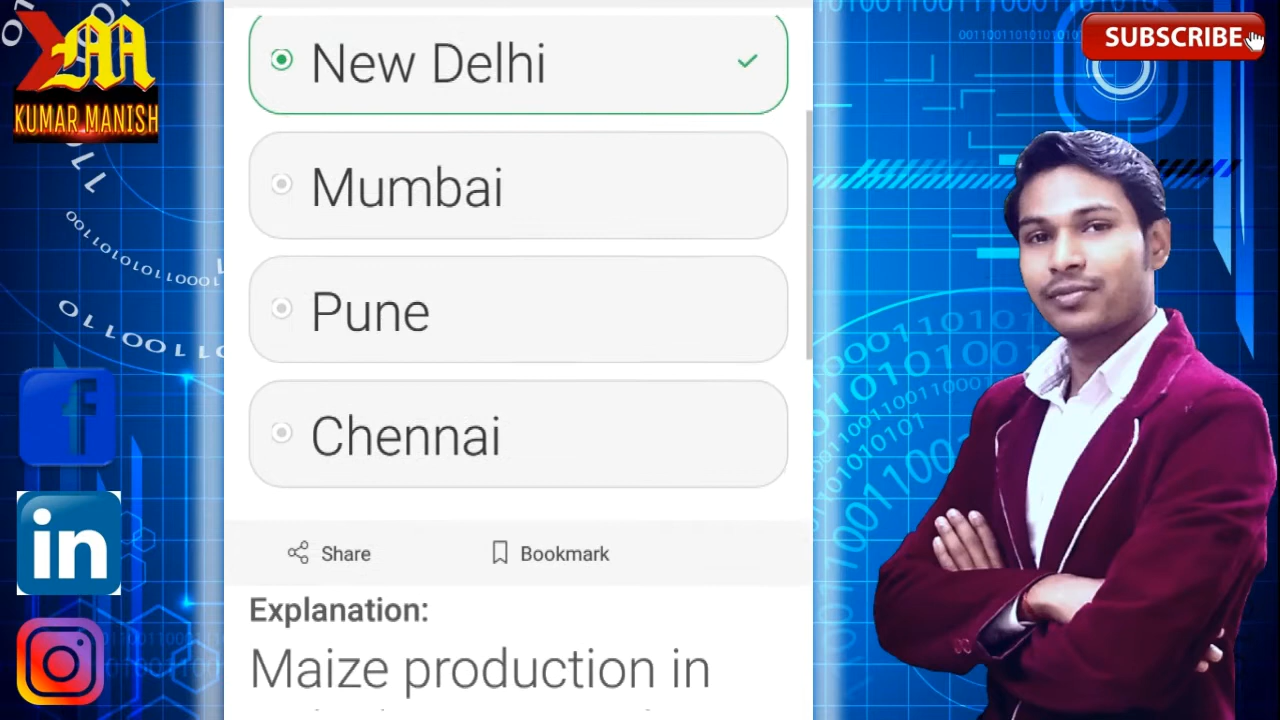 SUBSCRIBE
KUMAR MANISH
New Delhi
Mumbai
Pune
Chennai
Share
Bookmark
Explanation:
Maize production in